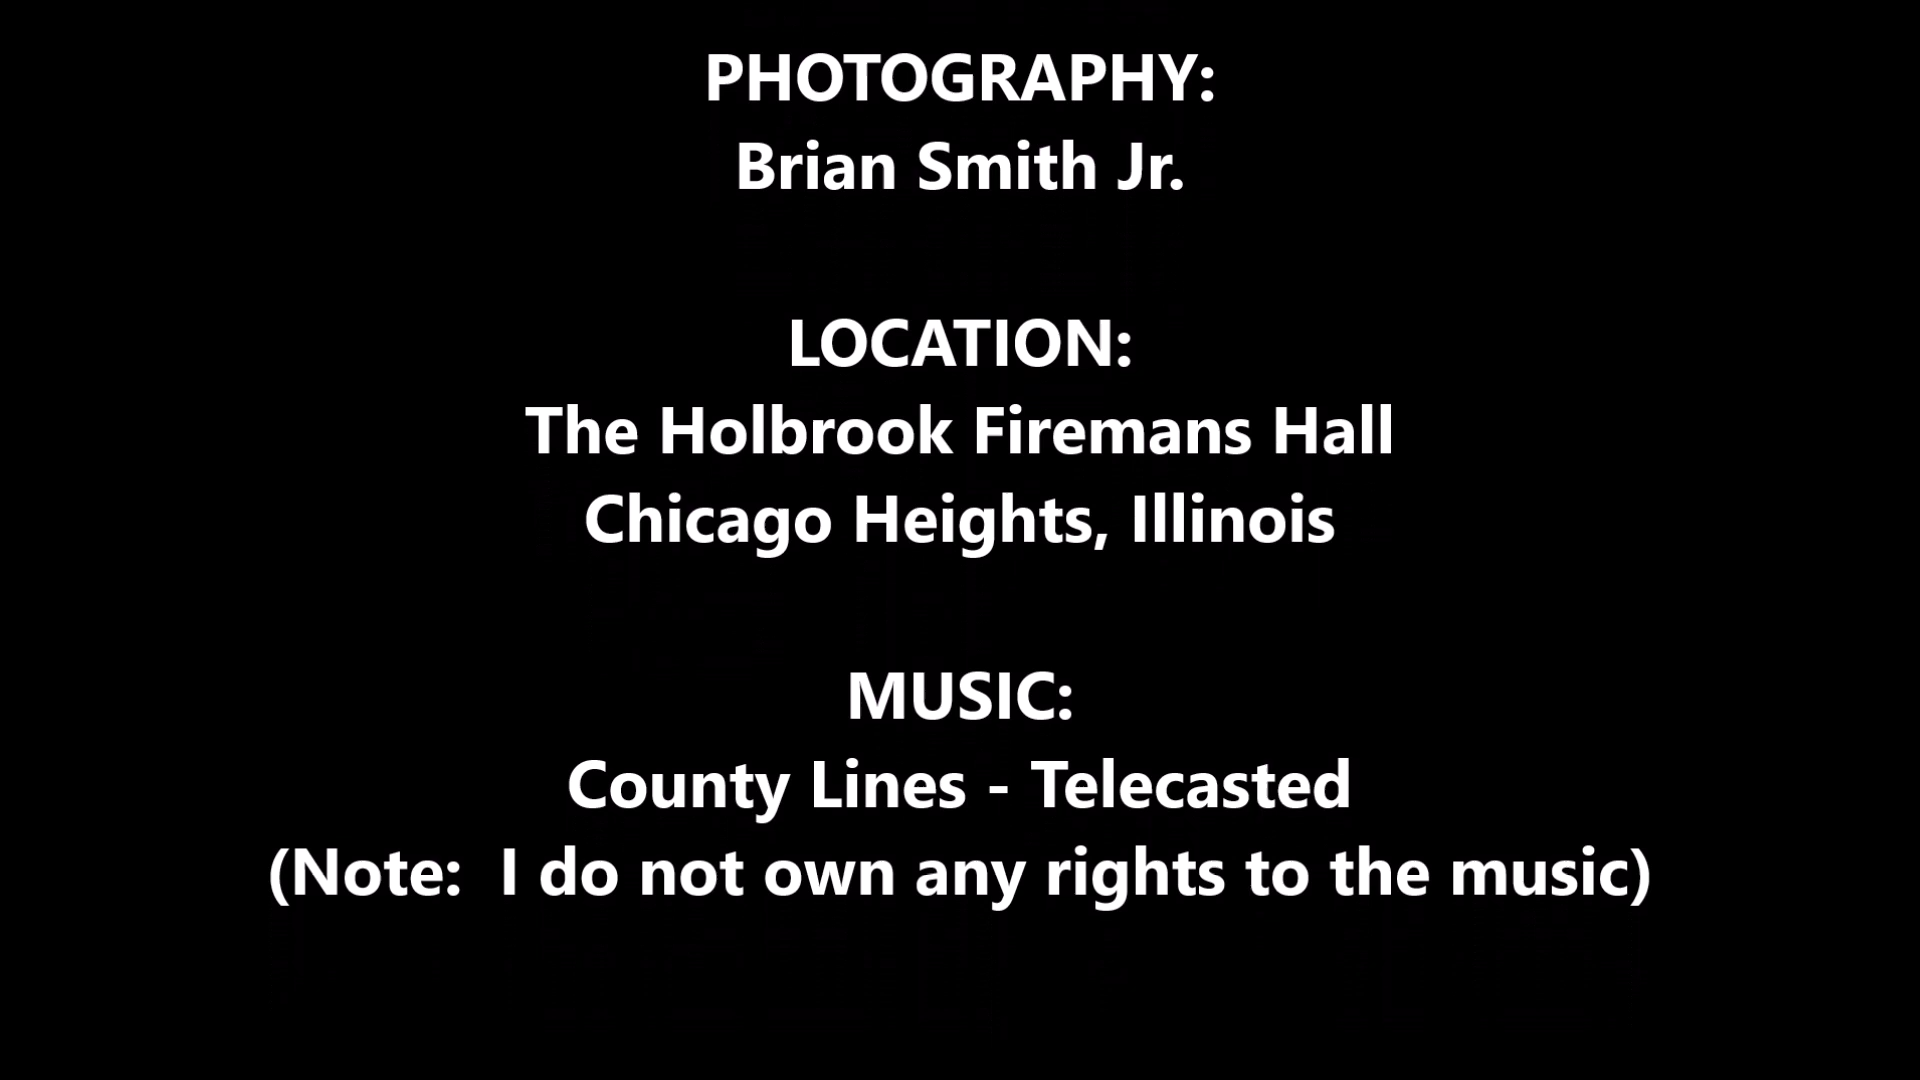 PHOTOGRAPHY:
Brian Smith Jr.
LOCATION:
The Holbrook Firemans Hall
Chicago Heights, Illinois
MUSIC:
County Lines - Telecasted
(Note:  I do not own any rights to the music)